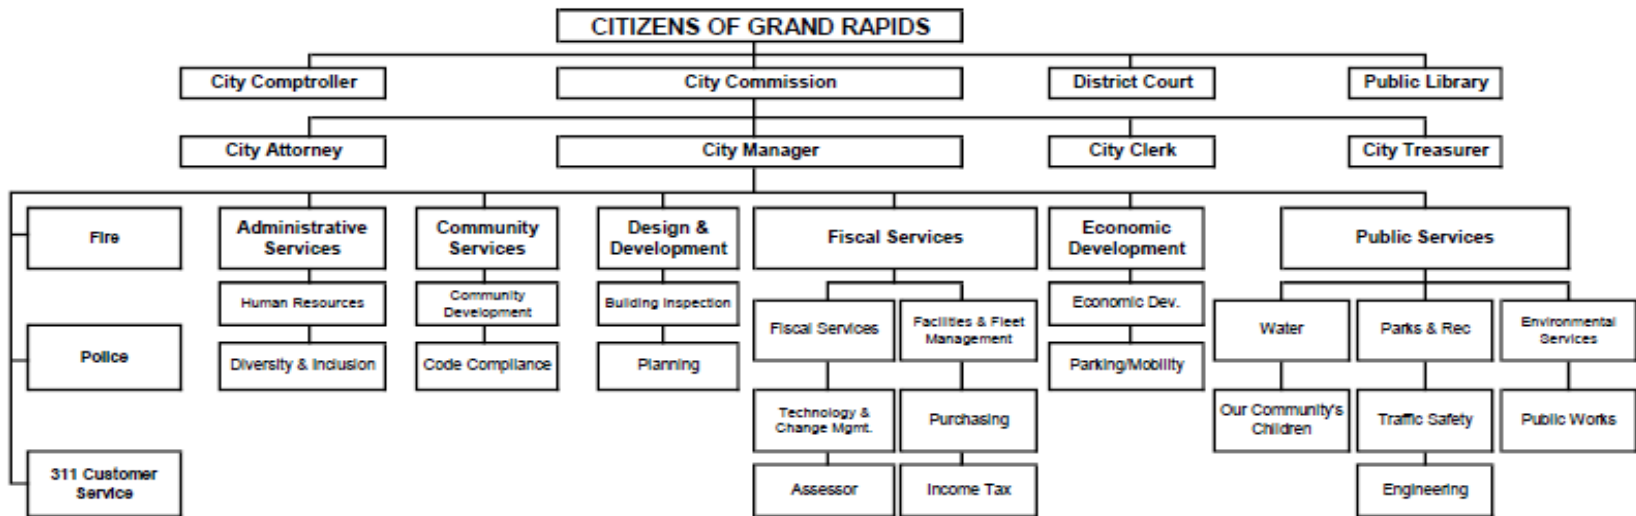 CITIZENS OF GRAND RAPIDS
City Comptroller
City Commission
District Court
Public Library
City Attorney
City Manager
City Clerk
City Treasurer
Fire
Administrative
Services
Community
Services
Design &
Development
Fiscal Services
Economic
Development
Public Services
Human Resources
Community
Development
Building Inspection
Fiscal Services
Facilities & Fleet
Management
Economic Dev.
Water
Parks & Rec
Environmental
Services
Police
Diversity & Inclusion
Code Compliance
Planning
Parking/Mobility
Technology &
Change Mgmt.
Purchasing
Our Community's
Children
Traffic Safety
Public Works
311 Customer
Service
Assessor
Income Tax
Engineering